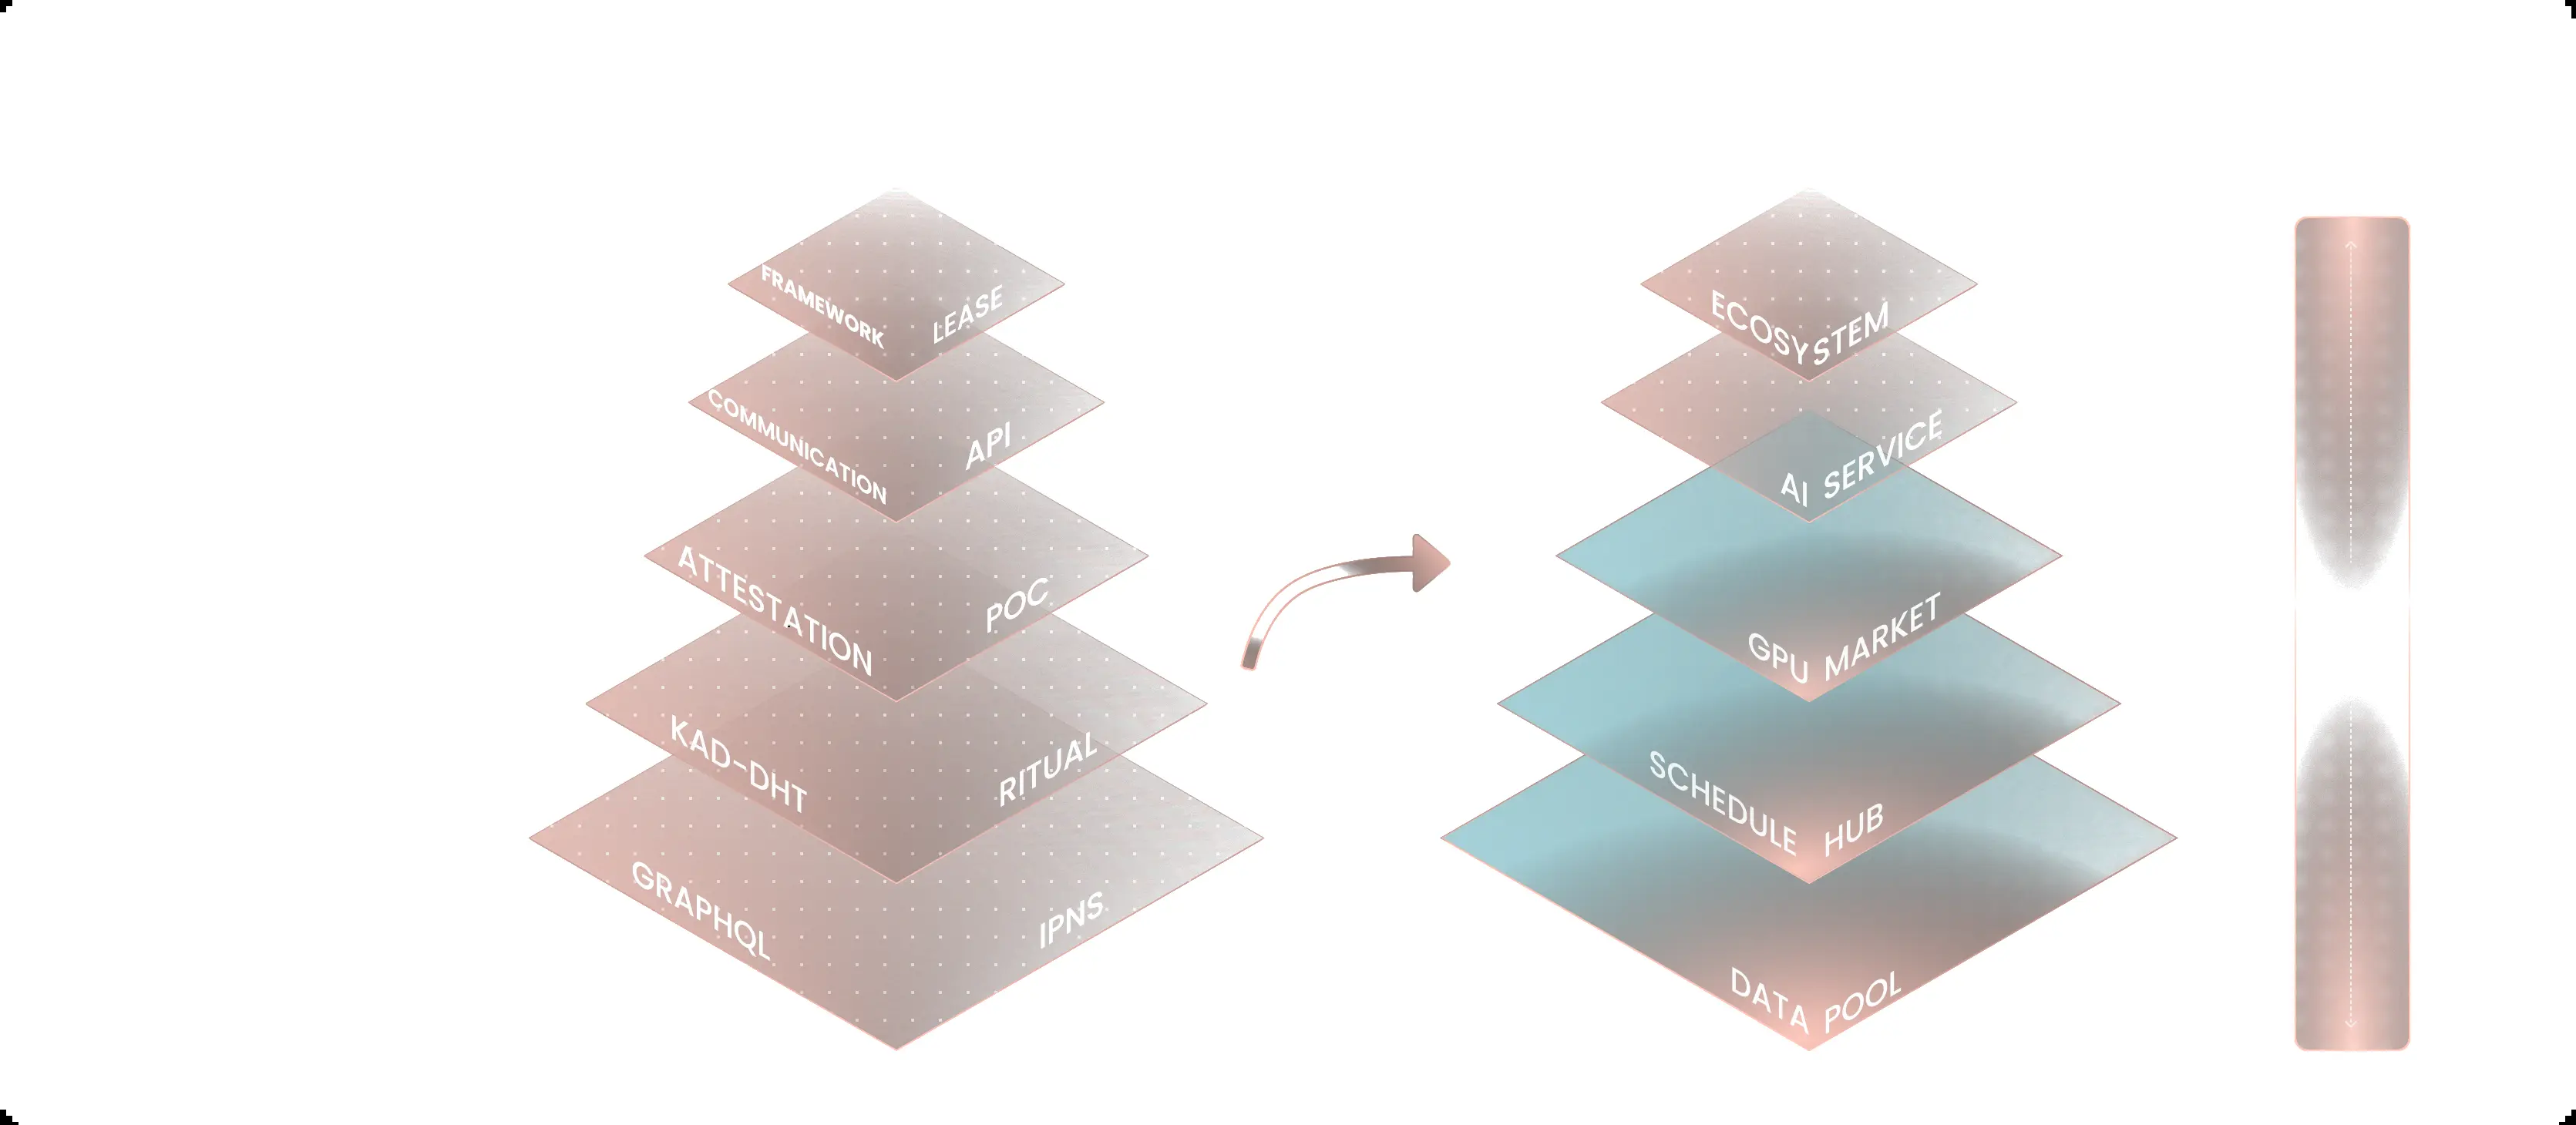 FRAMEWORK LEASE
COMMUNICATION API
ATTESTATION POC
KAD-DHT RITUAL
GRAPHQL IPNS
ECOSYSTEM
AI SERVICE
GPU MARKET
SCHEDULE HUB
DATA POOL